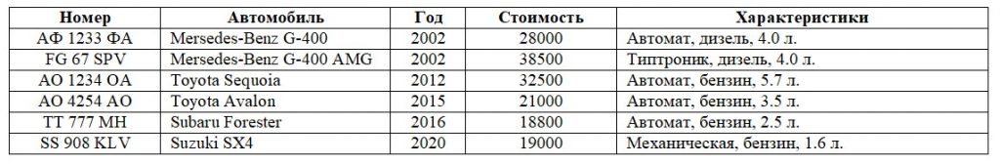 Номер Автомобиль Год Стоимость Характеристики
АФ 1233 ФА Mersedes-Benz G-400 2002 28000 Автомат, дизель, 4.0 л.
FG 67 SPV Mersedes-Benz G-400 AMG 2002 38500 Типтроник, дизель, 4.0 л.
АО 1234 ОА Toyota Sequoia 2012 32500 Автомат, бензин, 5.7 л.
АО 4254 АО Toyota Avalon 2015 21000 Автомат, бензин, 3.5 л.
ТТ 777 МН Subaru Forester 2016 18800 Автомат, бензин, 2.5 л.
SS 908 KLV Suzuki SX4 2020 19000 Механическая, бензин, 1.6 л.